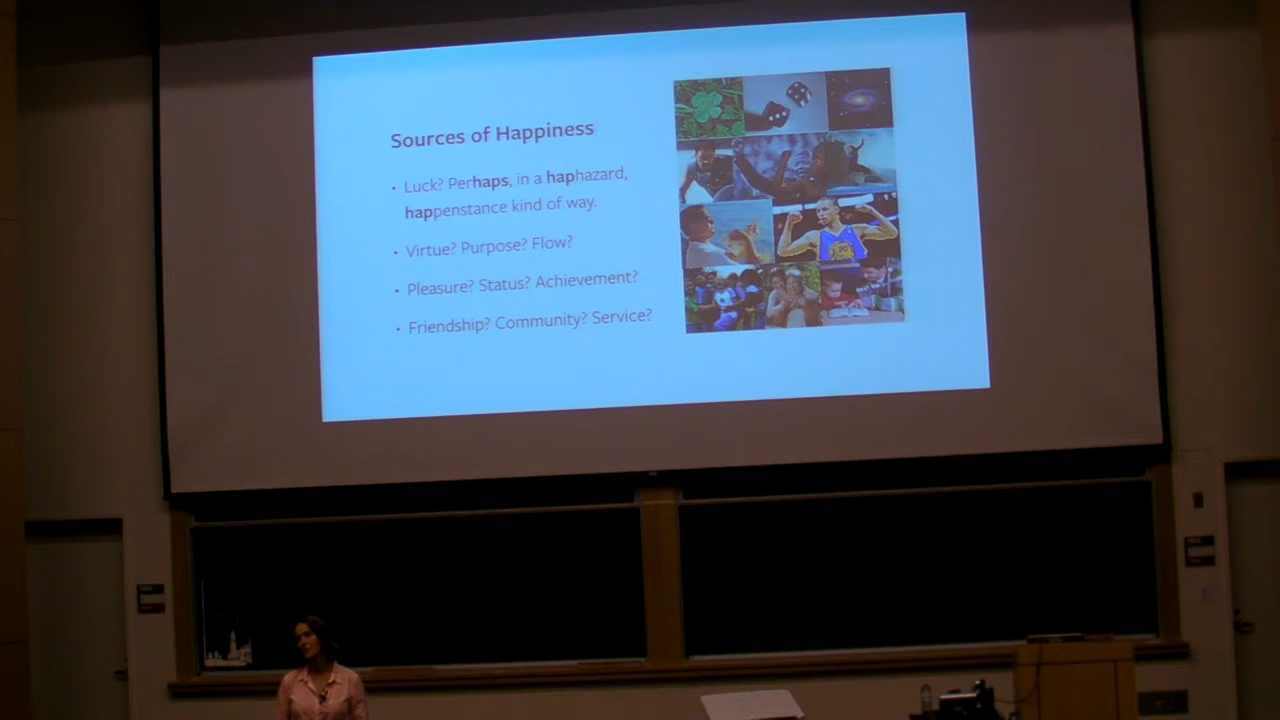 Sources of Happiness
• Luck? Perhaps, in a haphazard,
happenstance kind of way.
• Virtue? Purpose? Flow?
• Pleasure? Status? Achievement?
• Friendship? Community? Service?
30